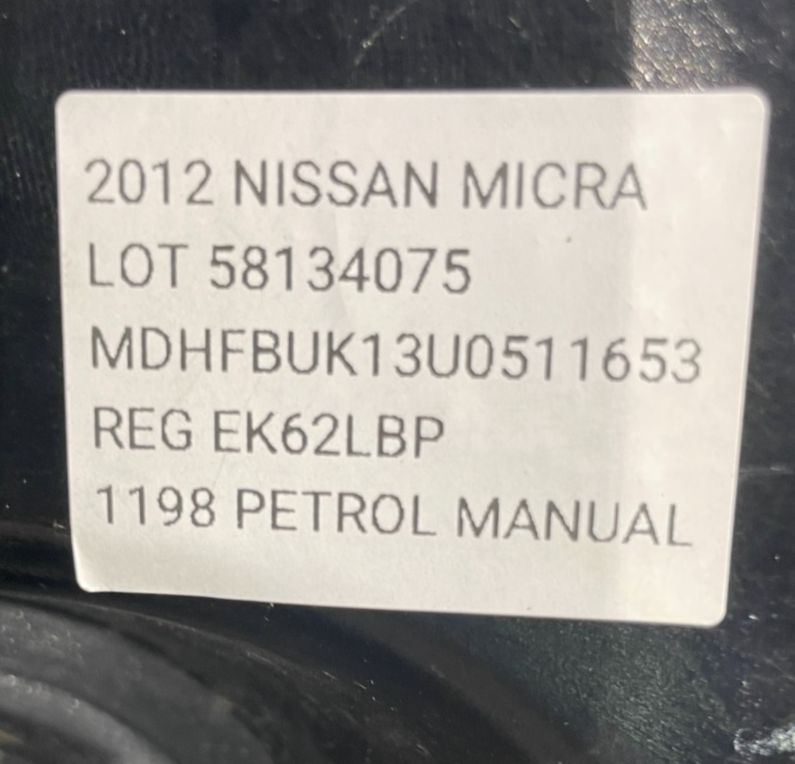 2012 NISSAN MICRA
LOT 58134075
MDHFBUK13U0511653
REG EK62LBP
1198 PETROL MANUAL